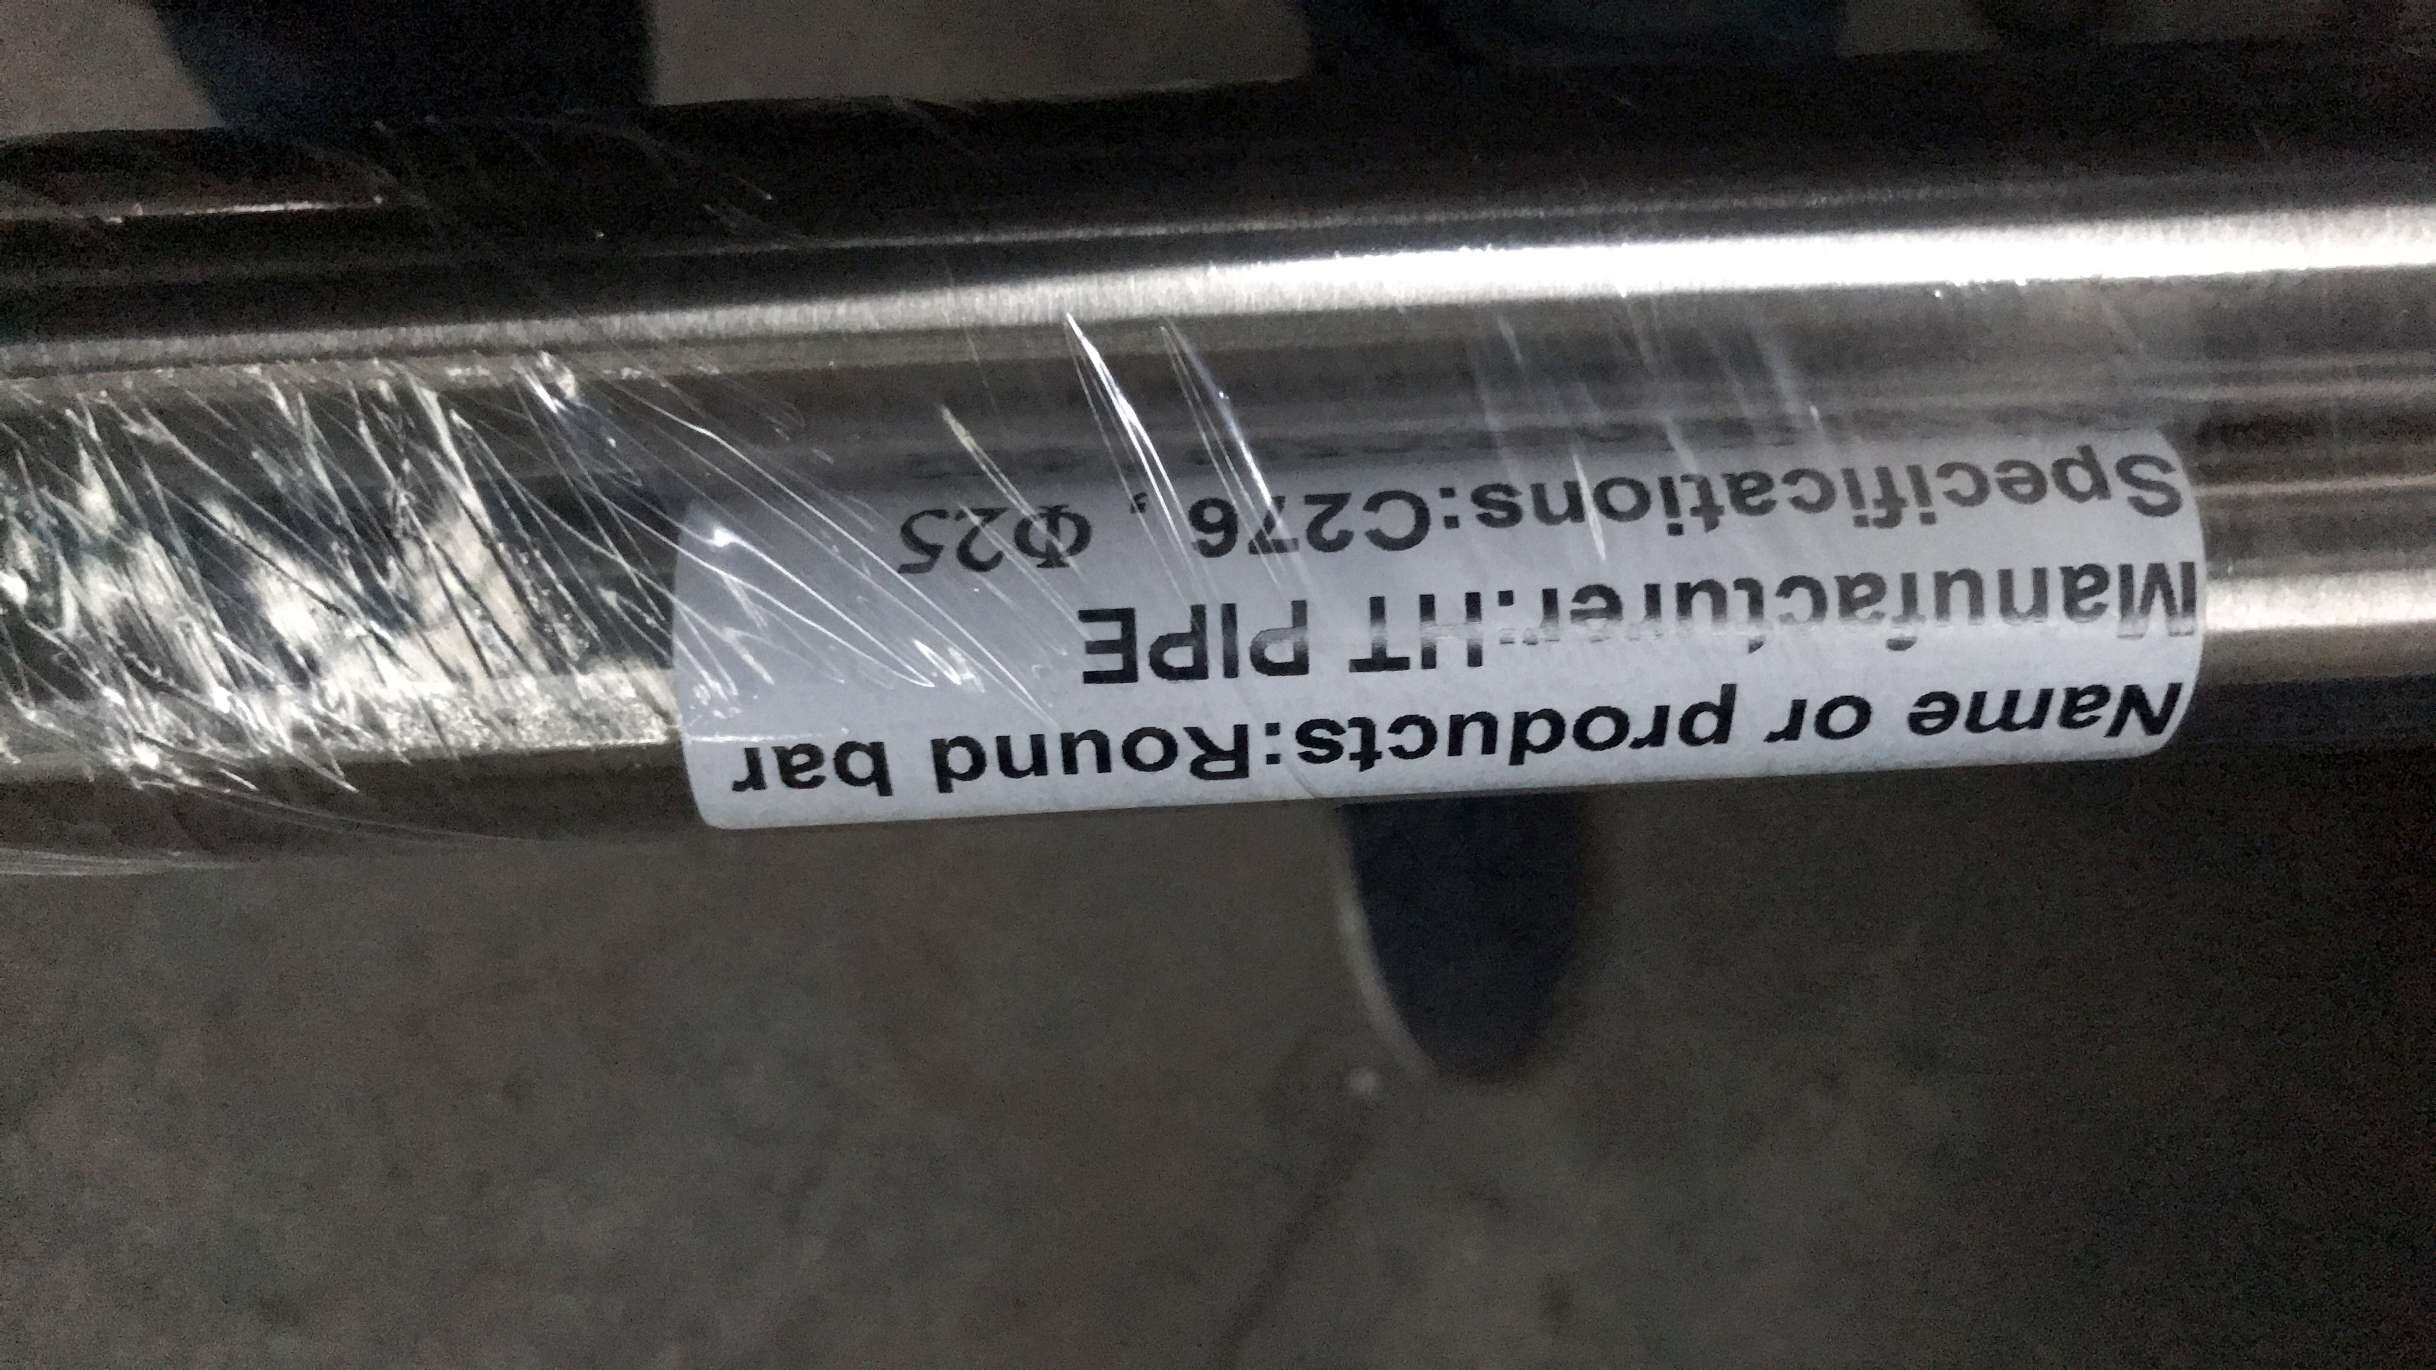 Name or products:Round bar
Manufacturer:HT PIPE
Specifications:C276, Φ25